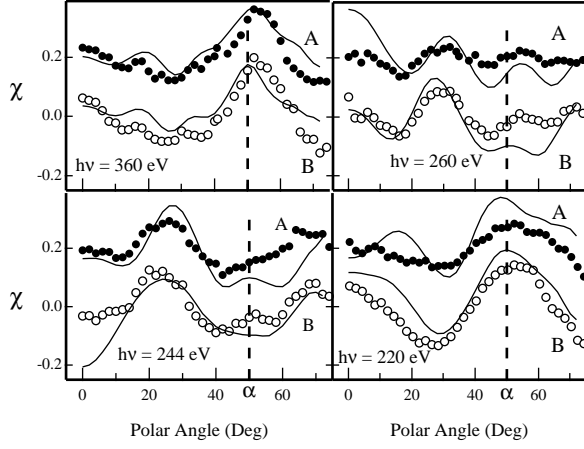 A
A
0.2
χ
0.0
B
B
-0.2
hν = 360 eV
hν = 260 eV
A
A
0.2
χ
0.0
B
B
-0.2
hν = 244 eV
hν = 220 eV
0 20 40 α 60 0 20 40 α 60
Polar Angle (Deg) Polar Angle (Deg)